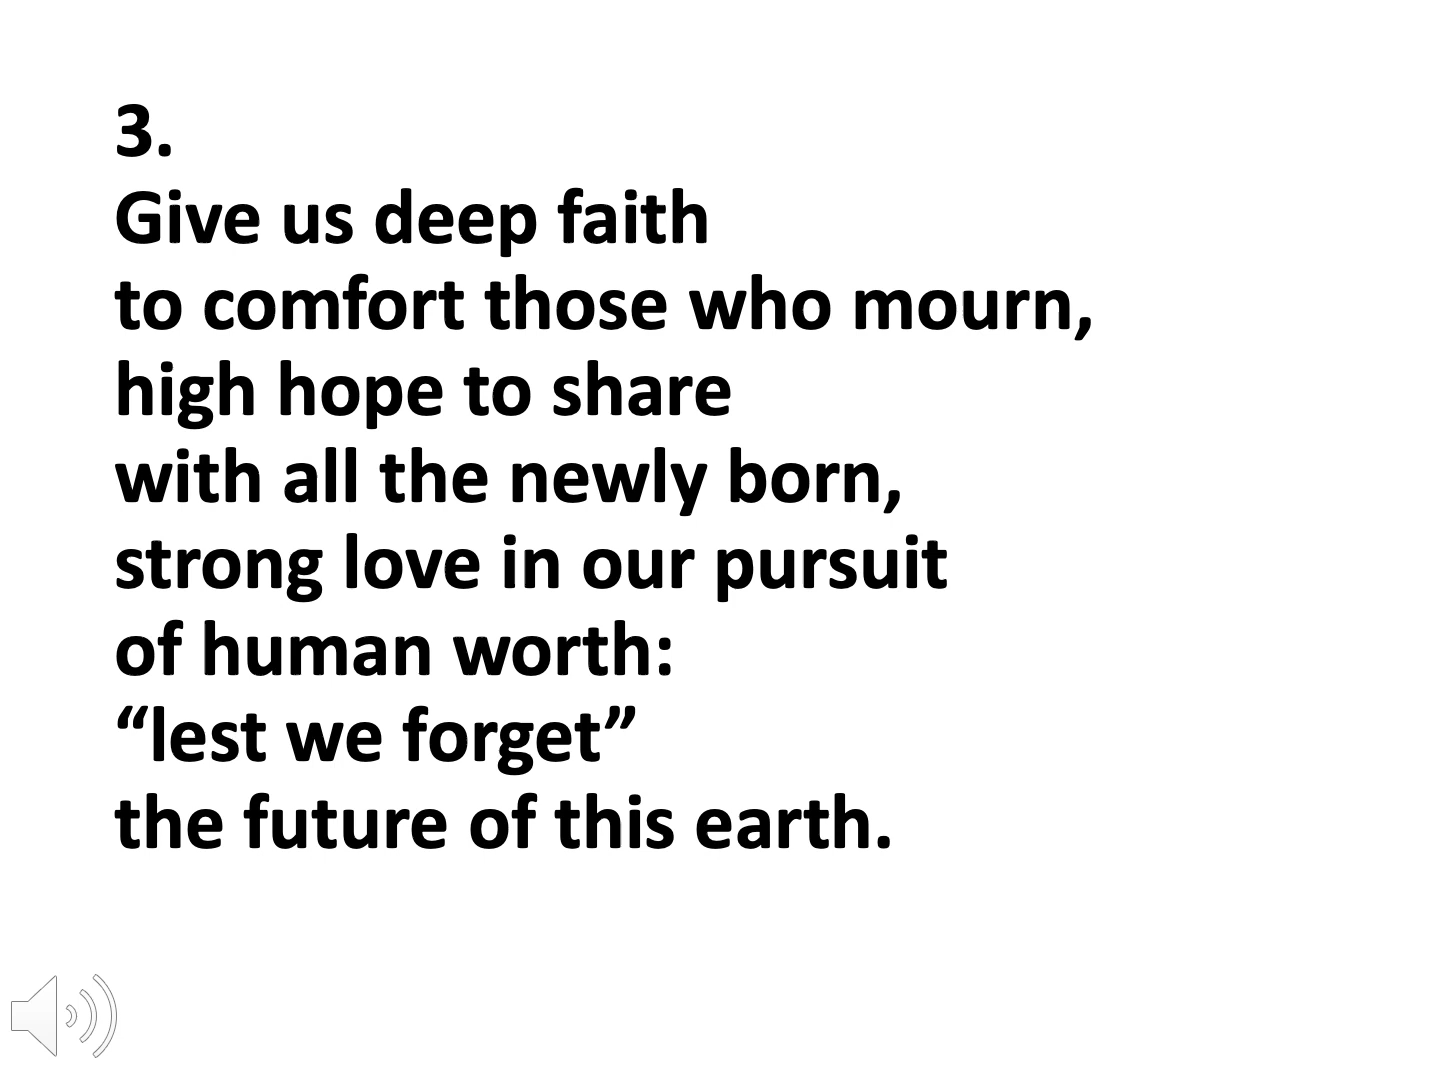 3.
Give us deep faith
to comfort those who mourn,
high hope to share
with all the newly born,
strong love in our pursuit
of human worth:
“lest we forget”
the future of this earth.